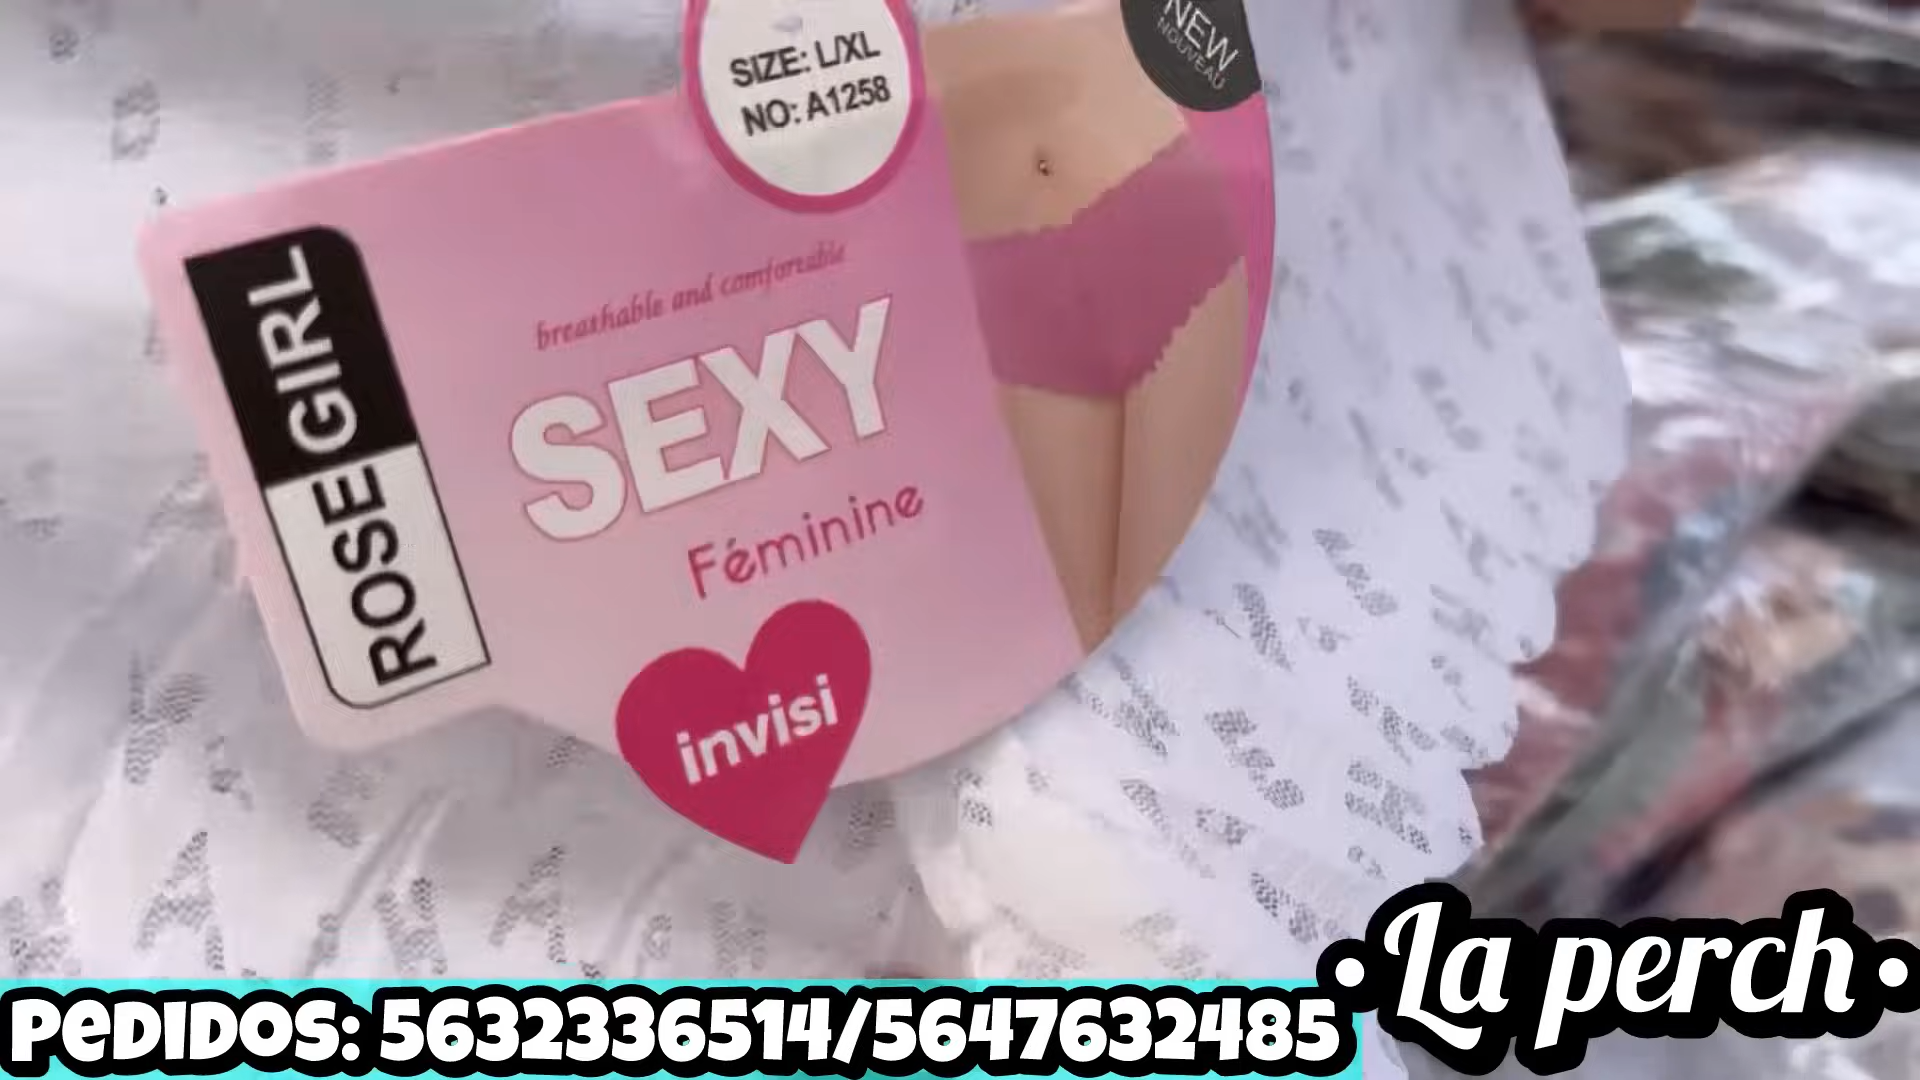 SIZE: L/XL
NO: A1258
NEW
NOUVEAU
ROSE GIRL
breathable and comfortable
SEXY
Féminine
invisi
•La perch•
PEDIDOS: 5632336514/5647632485